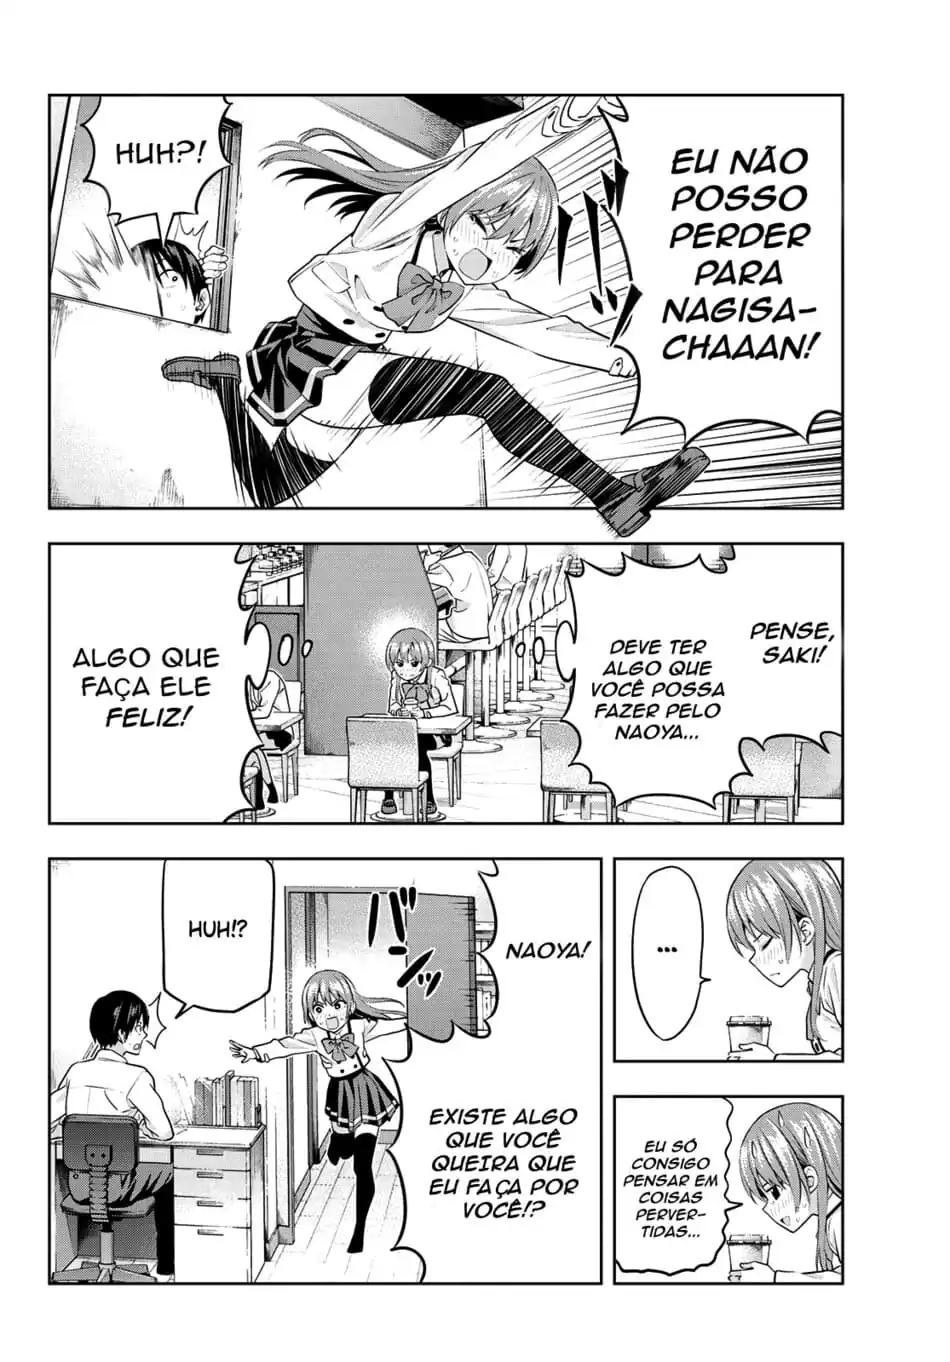 EU NÃO
POSSO
PERDER
PARA
NAGISA-
CHAAAN!
HUH?!
PENSE,
SAKI!
DEVE TER
ALGO QUE
VOCÊ POSSA
FAZER PELO
NAOYA...
ALGO QUE
FAÇA ELE
FELIZ!
...
EU SÓ
CONSIGO
PENSAR EM
COISAS
PERVER-
TIDAS...
NAOYA!
バンッ
HUH!?
EXISTE ALGO
QUE VOCÊ
QUEIRA QUE
EU FAÇA POR
VOCÊ!?